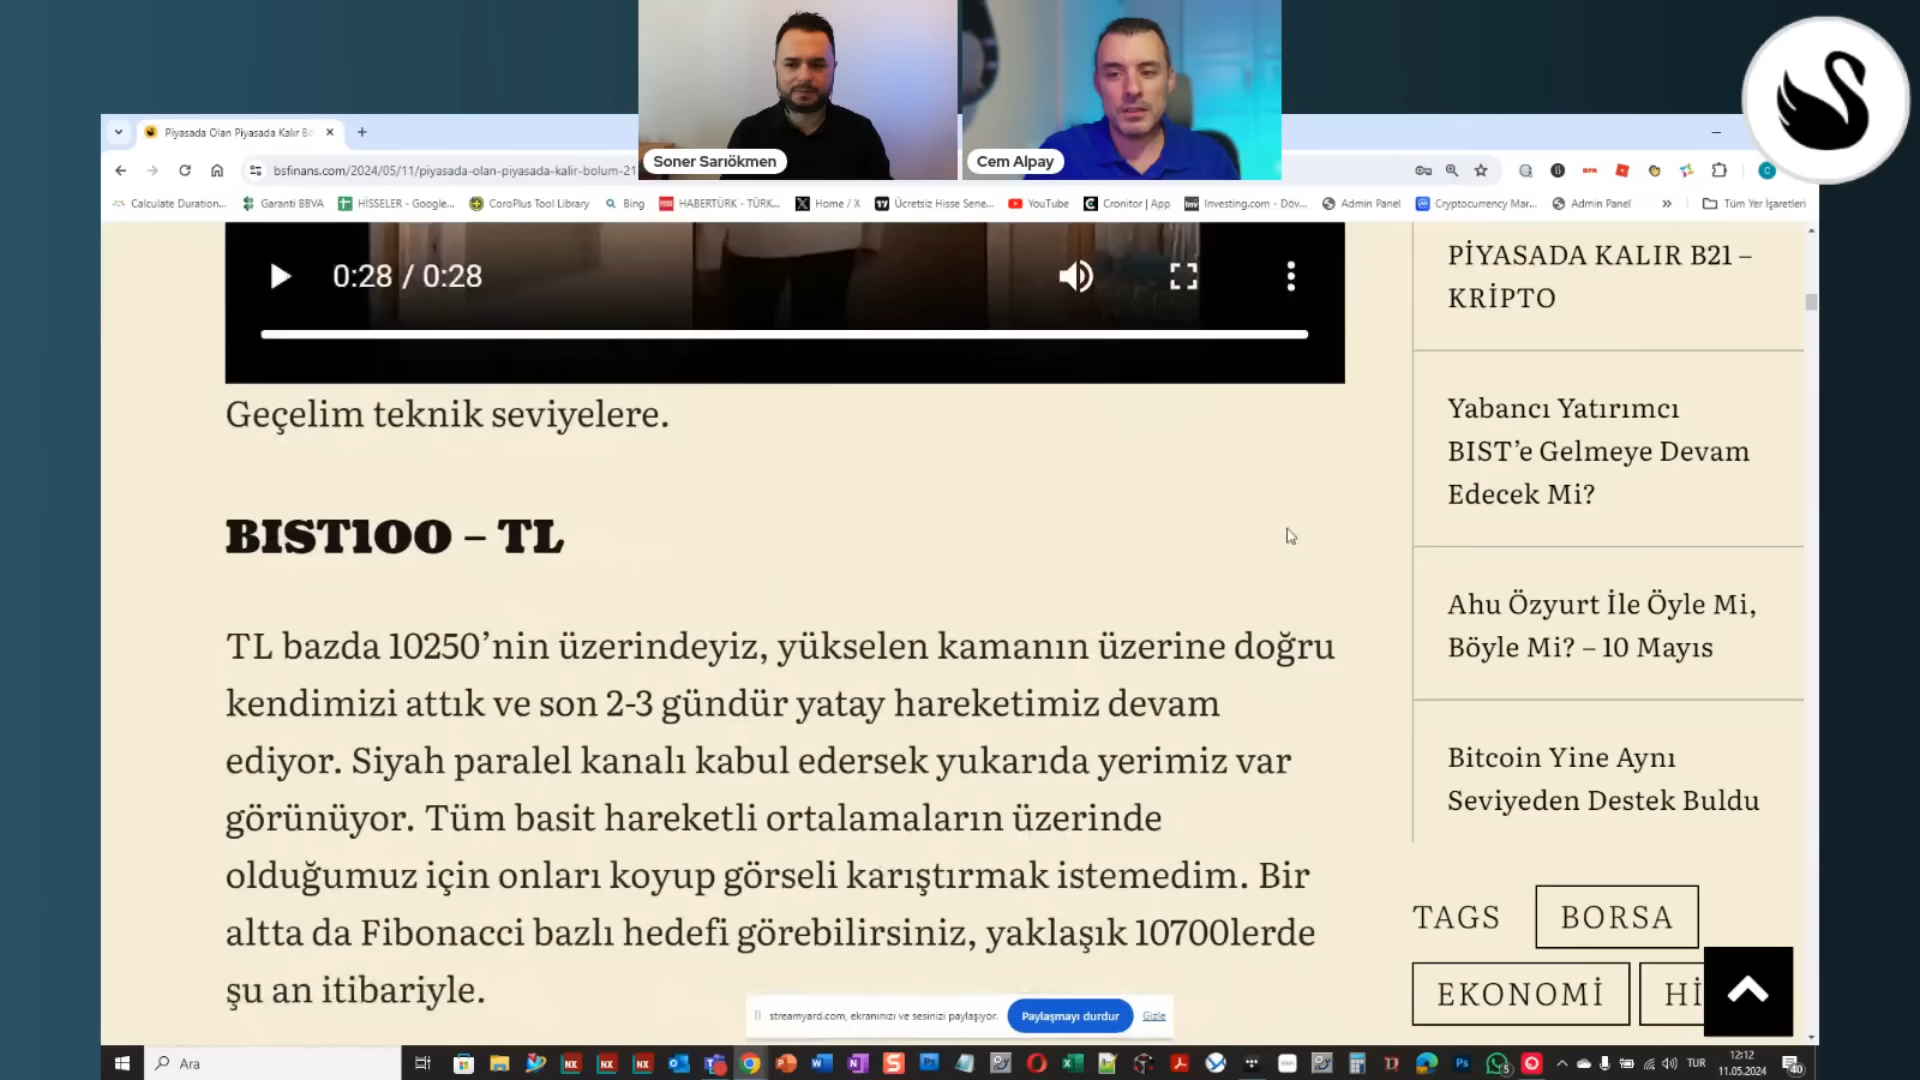 Soner Sarıökmen
Cem Alpay
Piyasada Olan Piyasada Kalır Bö
bsfinans.com/2024/05/11/piyasada-olan-piyasada-kalir-bolum-21
Calculate Duration...
Garanti BBVA
HİSSELER - Google...
CoroPlus Tool Library
Bing
HABERTÜRK - TÜRK...
Home / X
Ücretsiz Hisse Sene...
YouTube
Cronitor | App
Investing.com - Döv...
Admin Panel
Cryptocurrency Mar...
Admin Panel
Tüm Yer İşaretleri
0:28 / 0:28
Geçelim teknik seviyelere.
BIST100 – TL
TL bazda 10250’nin üzerindeyiz, yükselen kamanın üzerine doğru
kendimizi attık ve son 2-3 gündür yatay hareketimiz devam
ediyor. Siyah paralel kanalı kabul edersek yukarıda yerimiz var
görünüyor. Tüm basit hareketli ortalamaların üzerinde
olduğumuz için onları koyup görseli karıştırmak istemedim. Bir
altta da Fibonacci bazlı hedefi görebilirsiniz, yaklaşık 10700lerde
şu an itibariyle.
PİYASADA KALIR B21 –
KRİPTO
Yabancı Yatırımcı
BIST’e Gelmeye Devam
Edecek Mi?
Ahu Özyurt İle Öyle Mi,
Böyle Mi? – 10 Mayıs
Bitcoin Yine Aynı
Seviyeden Destek Buldu
TAGS
BORSA
EKONOMİ
Hİ
streamyard.com, ekranınızı ve sesinizi paylaşıyor.
Paylaşmayı durdur
Gizle
Ara
TUR
12:12
11.05.2024
40